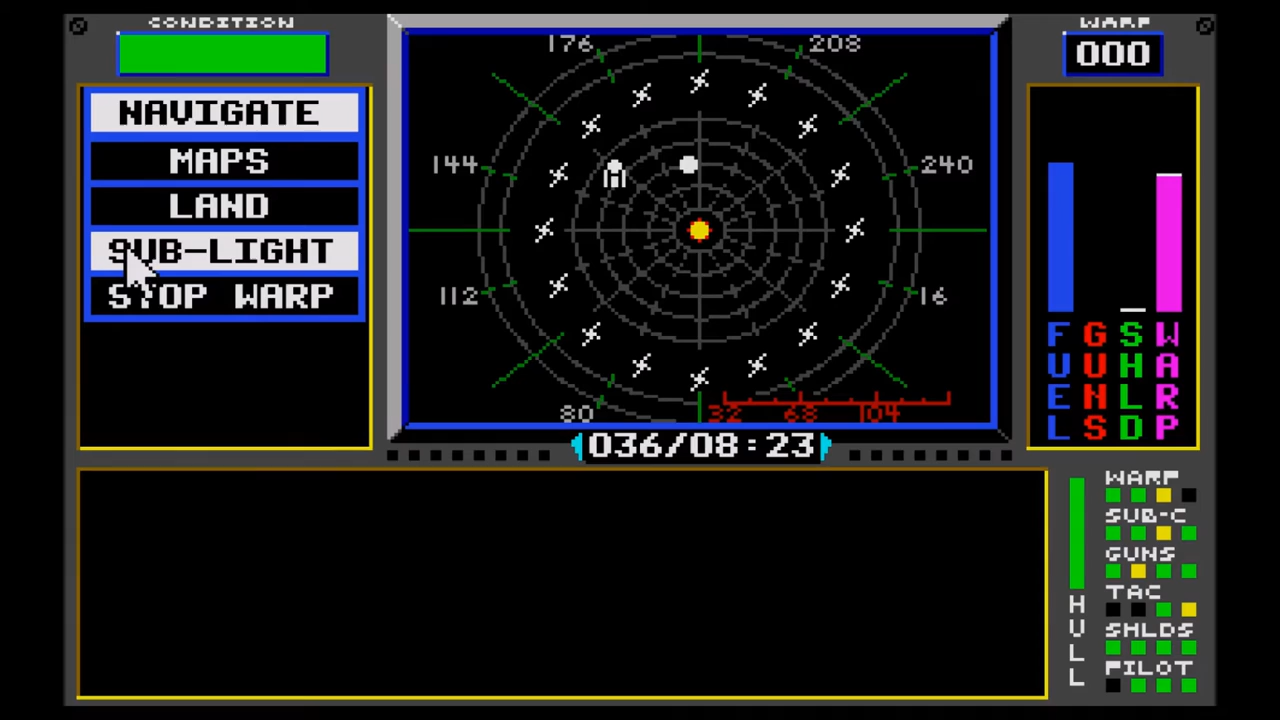 CONDITION
WARP
000
NAVIGATE
MAPS
LAND
SUB-LIGHT
STOP WARP
176
208
144
240
112
16
80
32 68 104
036/08:23
FUEL
GUNS
SHLD
WARP
HULL
WARP
SUB-C
GUNS
TAC
SHLDS
PILOT